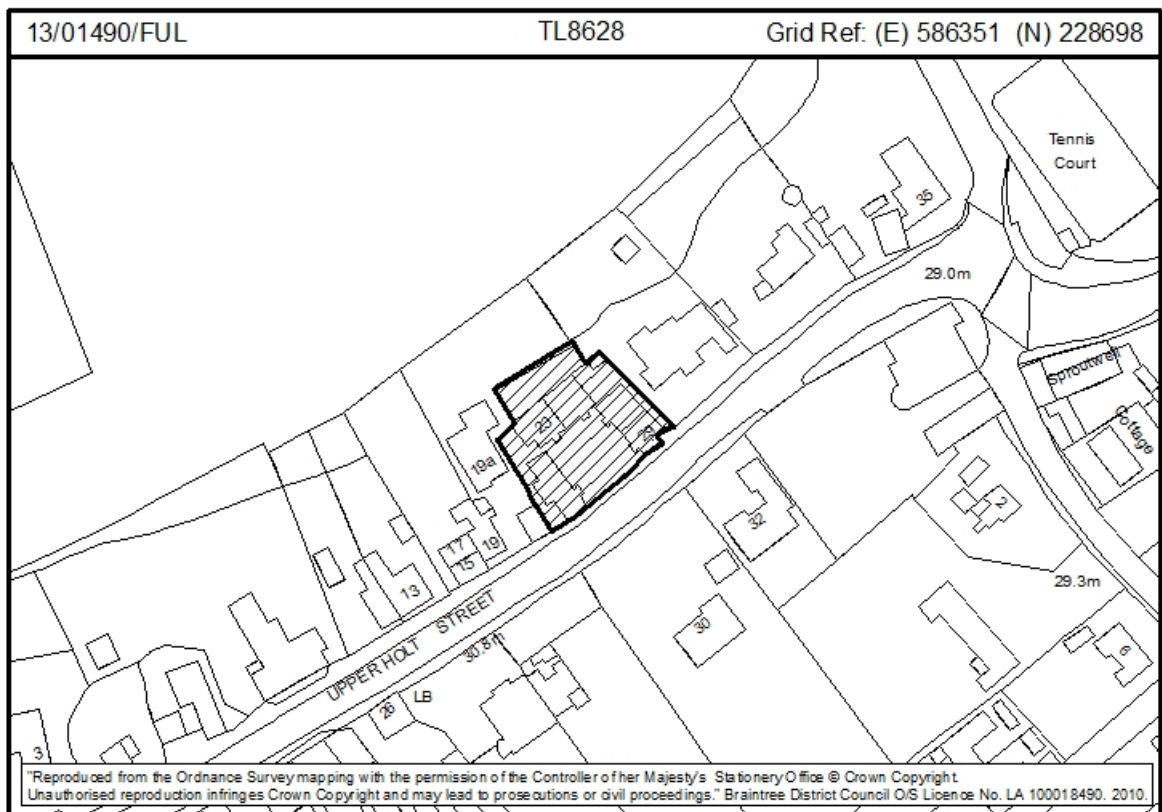 13/01490/FUL TL8628 Grid Ref: (E) 586351 (N) 228698
Tennis
Court
35
29.0m
Sproutwell
Cottage
23
29
19a
2
32
17
19
15
13
29.3m
UPPER HOLT STREET
30.8m
30
6
LB
26
3
"Reproduced from the Ordnance Survey mapping with the permission of the Controller of her Majesty's Stationery Office © Crown Copyright.
Unauthorised reproduction infringes Crown Copyright and may lead to prosecutions or civil proceedings." Braintree District Council O/S Licence No. LA 100018490. 2010.